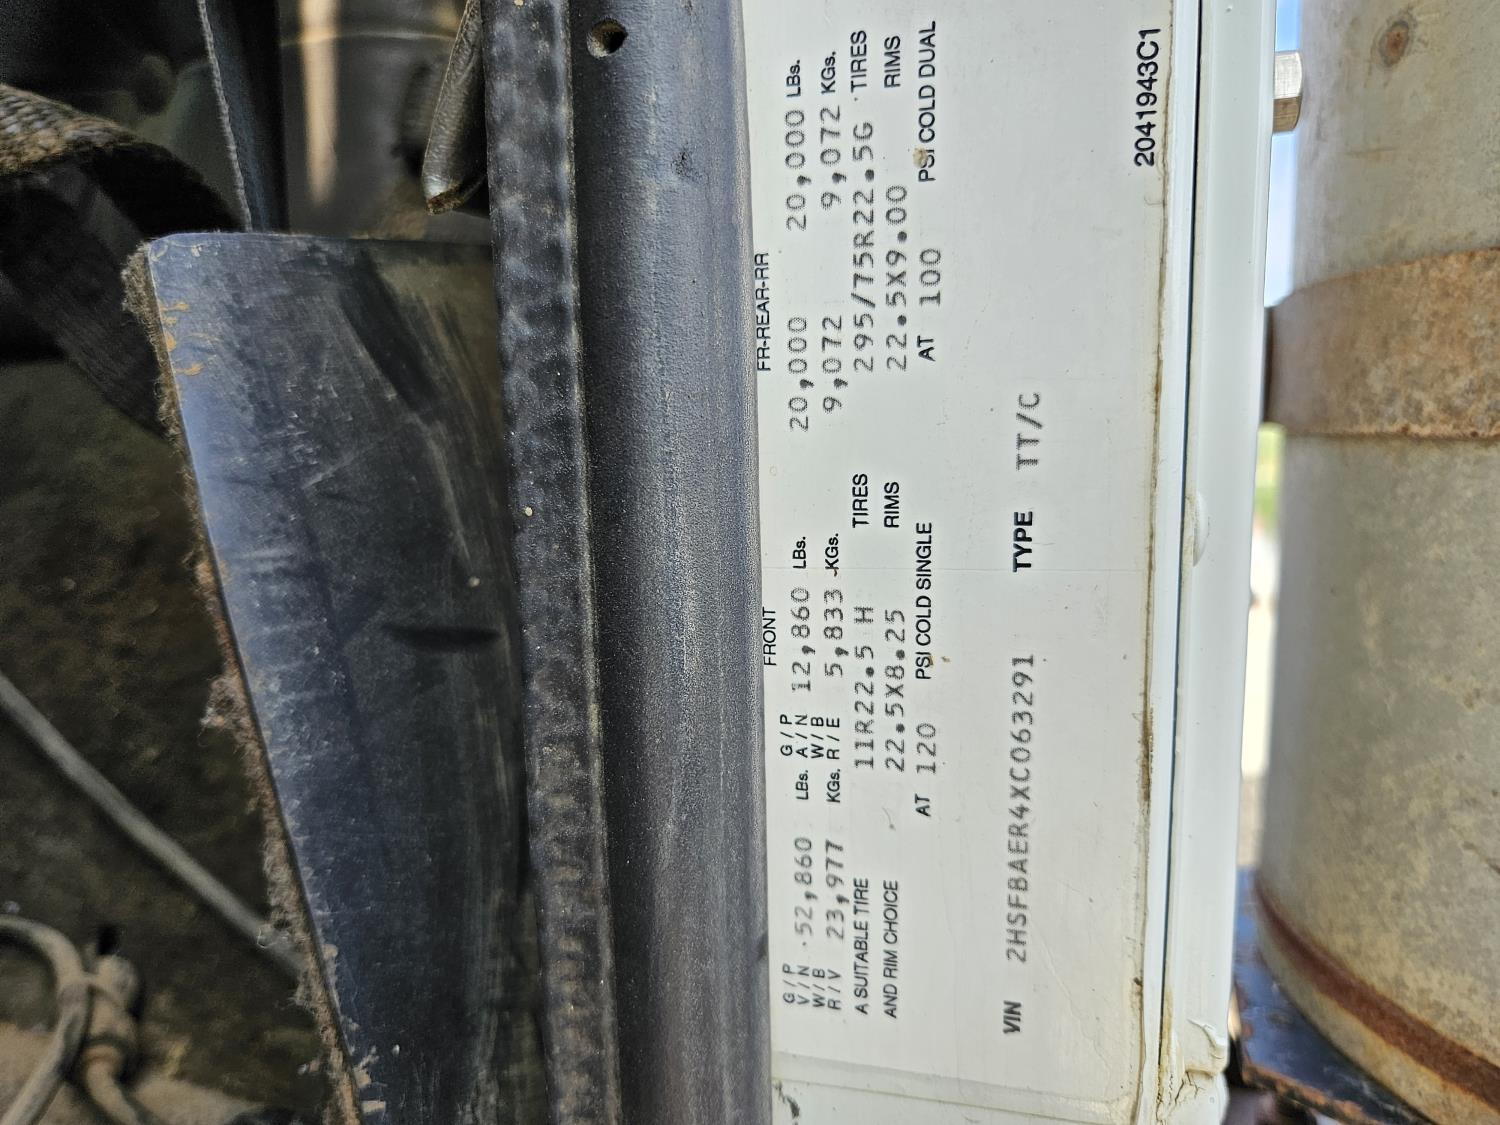 FRONT FR-REAR-RR
G/P V/N W/B R/V 52,860 LBs. G/P A/N W/B R/E 12,860 LBs. 20,000 20,000 LBs.
23,977 KGs. 5,833 KGs. 9,072 9,072 KGs.
A SUITABLE TIRE 11R22.5 H TIRES 295/75R22.5G TIRES
AND RIM CHOICE 22.5X8.25 RIMS 22.5X9.00 RIMS
AT 120 PSI COLD SINGLE AT 100 PSI COLD DUAL
VIN 2HSFBAER4XC063291 TYPE TT/C
2041943C1